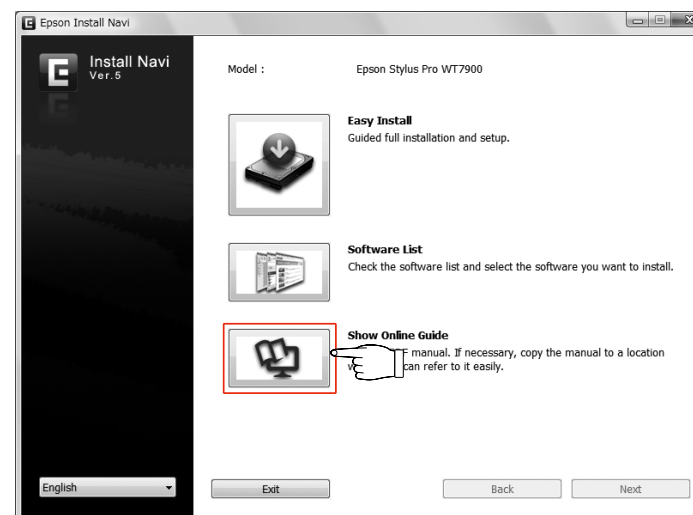 Epson Install Navi
Install Navi
Ver.5
Model : Epson Stylus Pro WT7900
Easy Install
Guided full installation and setup.
Software List
Check the software list and select the software you want to install.
Show Online Guide
manual. If necessary, copy the manual to a location
can refer to it easily.
English
Exit
Back
Next